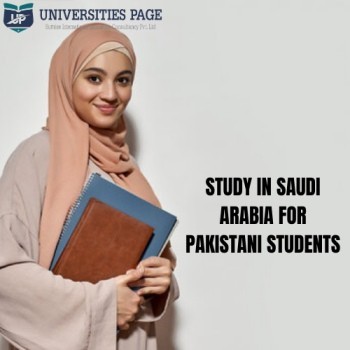 UP
UNIVERSITIES PAGE
STUDY IN SAUDI
ARABIA FOR
PAKISTANI STUDENTS